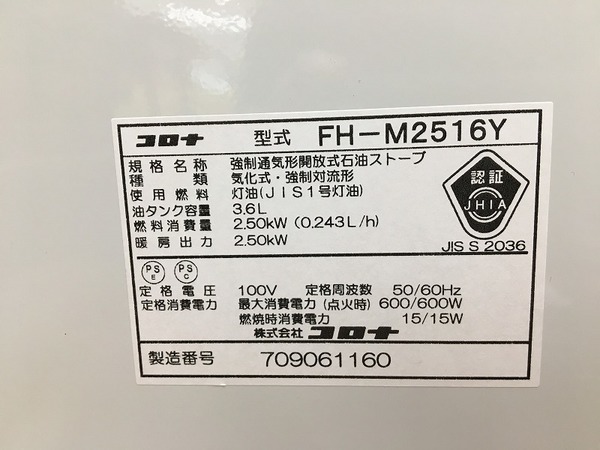 コロナ 型式 FH-M2516Y
規格名称 強制通気形開放式石油ストーブ
種類 気化式・強制対流形
使用燃料 灯油(JIS1号灯油)
油タンク容量 3.6L
燃料消費量 2.50kW (0.243L/h)
暖房出力 2.50kW
認証
JHIA
JIS S 2036
PS E PS C
定格電圧 100V 定格周波数 50/60Hz
定格消費電力 最大消費電力 (点火時) 600/600W
燃焼時消費電力 15/15W
株式会社 コロナ
製造番号 709061160